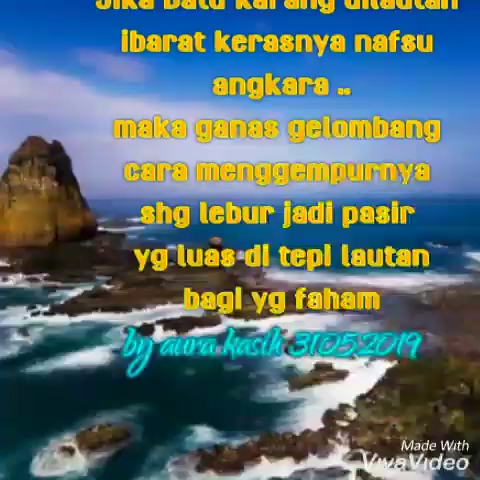 Jika batu karang dilautan
ibarat kerasnya nafsu
angkara ..
maka ganas gelombang
cara menggempurnya
shg lebur jadi pasir
yg luas di tepi lautan
bagi yg faham
by aura kasih 31052019
Made With
VivaVideo